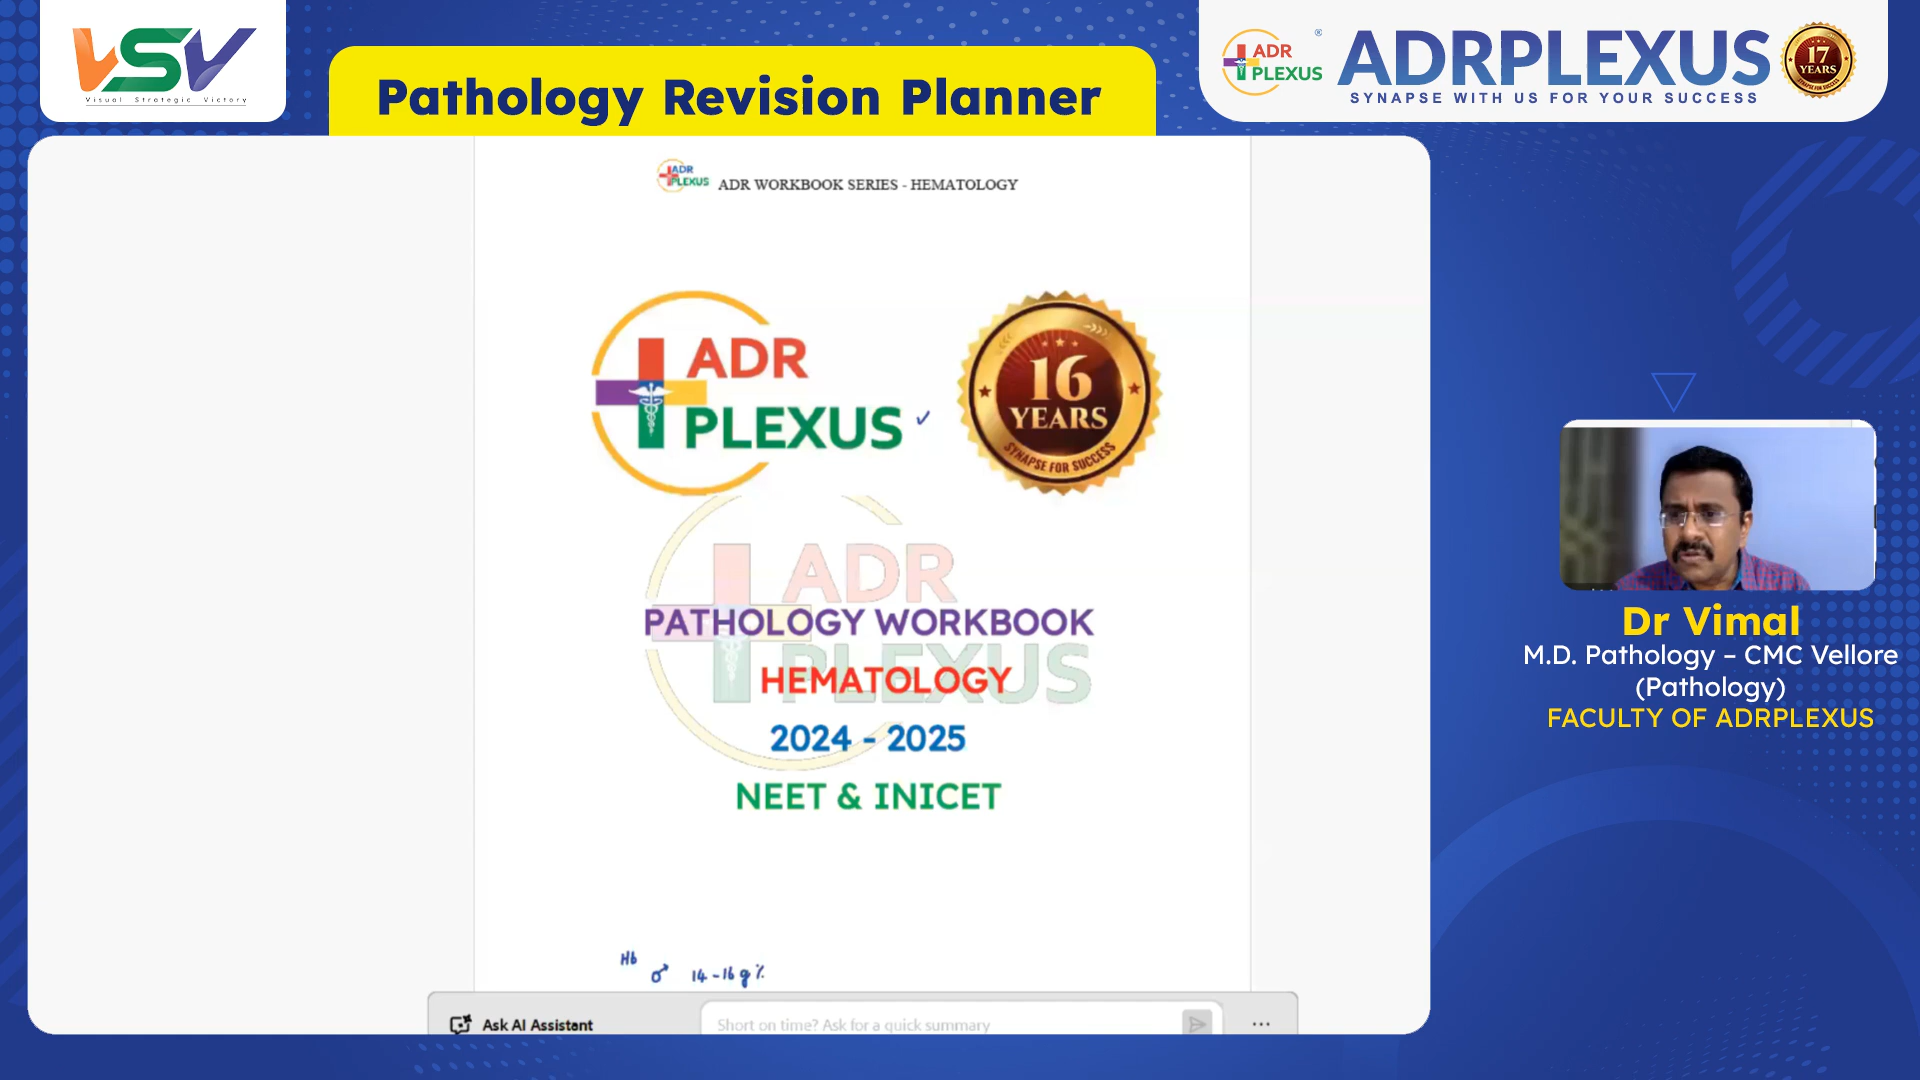 VSV
Visual Strategic Victory
Pathology Revision Planner
ADR
PLEXUS
®
ADRPLEXUS
SYNAPSE WITH US FOR YOUR SUCCESS
17
YEARS
ADR
PLEXUS
ADR WORKBOOK SERIES - HEMATOLOGY
ADR
PLEXUS
16
YEARS
SYNAPSE FOR SUCCESS
ADR
PLEXUS
PATHOLOGY WORKBOOK
HEMATOLOGY
2024 - 2025
NEET & INICET
Hb
♂ 14-16 g%
Ask AI Assistant
Short on time? Ask for a quick summary
Dr Vimal
M.D. Pathology – CMC Vellore
(Pathology)
FACULTY OF ADRPLEXUS